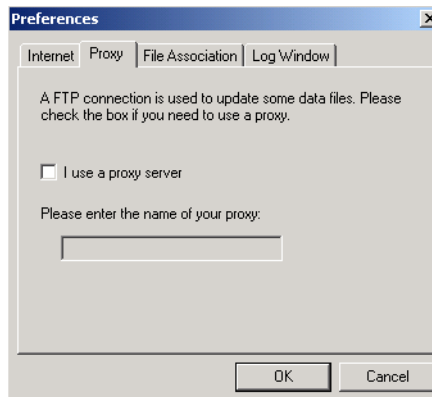 Preferences
Internet Proxy File Association Log Window
A FTP connection is used to update some data files. Please
check the box if you need to use a proxy.
I use a proxy server
Please enter the name of your proxy:
OK Cancel